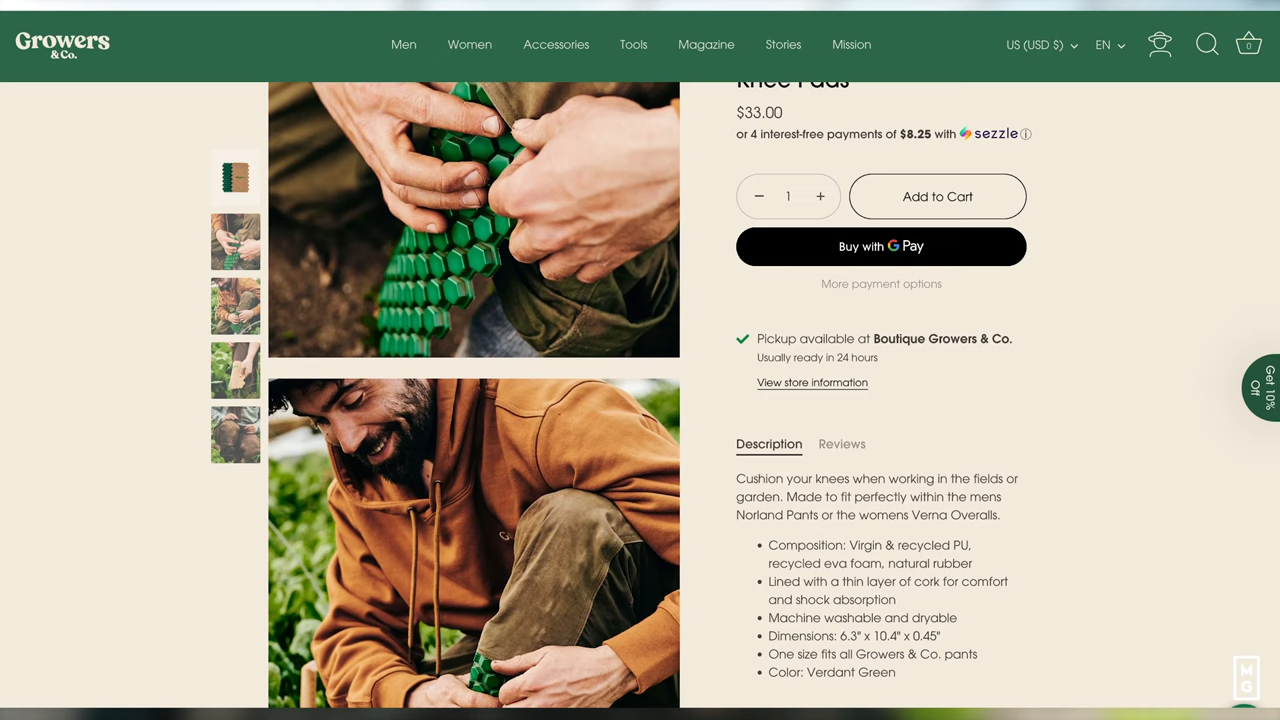 Growers
& Co.
Men
Women
Accessories
Tools
Magazine
Stories
Mission
US (USD $)
EN
0
Knee Pads
$33.00
or 4 interest-free payments of $8.25 with sezzle
− 1 +
Add to Cart
Buy with G Pay
More payment options
Pickup available at Boutique Growers & Co.
Usually ready in 24 hours
View store information
Get 10%
Off
Description
Reviews
Cushion your knees when working in the fields or
garden. Made to fit perfectly within the mens
Norland Pants or the womens Verna Overalls.
• Composition: Virgin & recycled PU,
recycled eva foam, natural rubber
• Lined with a thin layer of cork for comfort
and shock absorption
• Machine washable and dryable
• Dimensions: 6.3" x 10.4" x 0.45"
• One size fits all Growers & Co. pants
• Color: Verdant Green
M
G